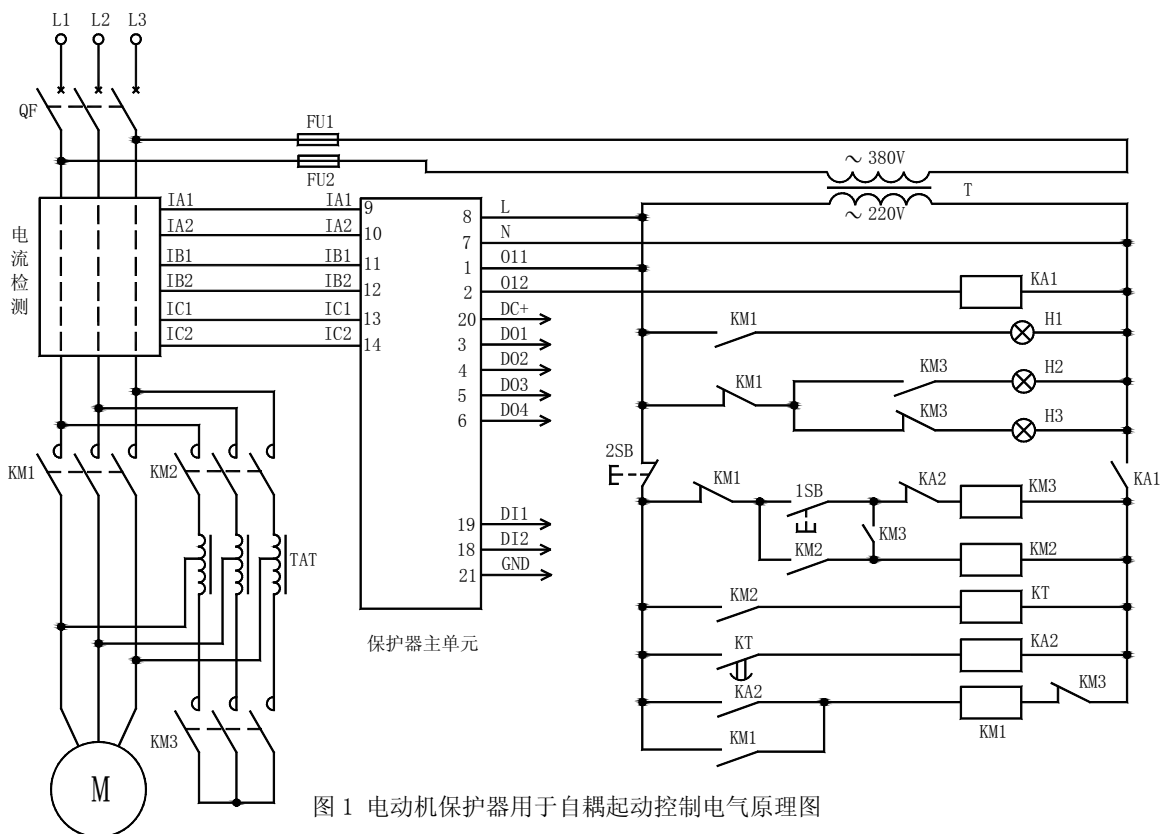 L1 L2 L3
QF
FU1
FU2
～380V
T
～220V
电流检测
IA1 IA1 9
IA2 IA2 10
IB1 IB1 11
IB2 IB2 12
IC1 IC1 13
IC2 IC2 14
8 L
7 N
1 O11
2 O12
20 DC+
3 DO1
4 DO2
5 DO3
6 DO4
19 DI1
18 DI2
21 GND
保护器主单元
KA1
KM1 H1
KM3 H2
KM1
KM3 H3
2SB
KA1
KM1 1SB KA2 KM3
KM3
KM2 KM2
KM2 KT
KT KA2
KA2 KM3
KM1
KM1
KM1 KM2
TAT
KM3
M
图 1 电动机保护器用于自耦起动控制电气原理图